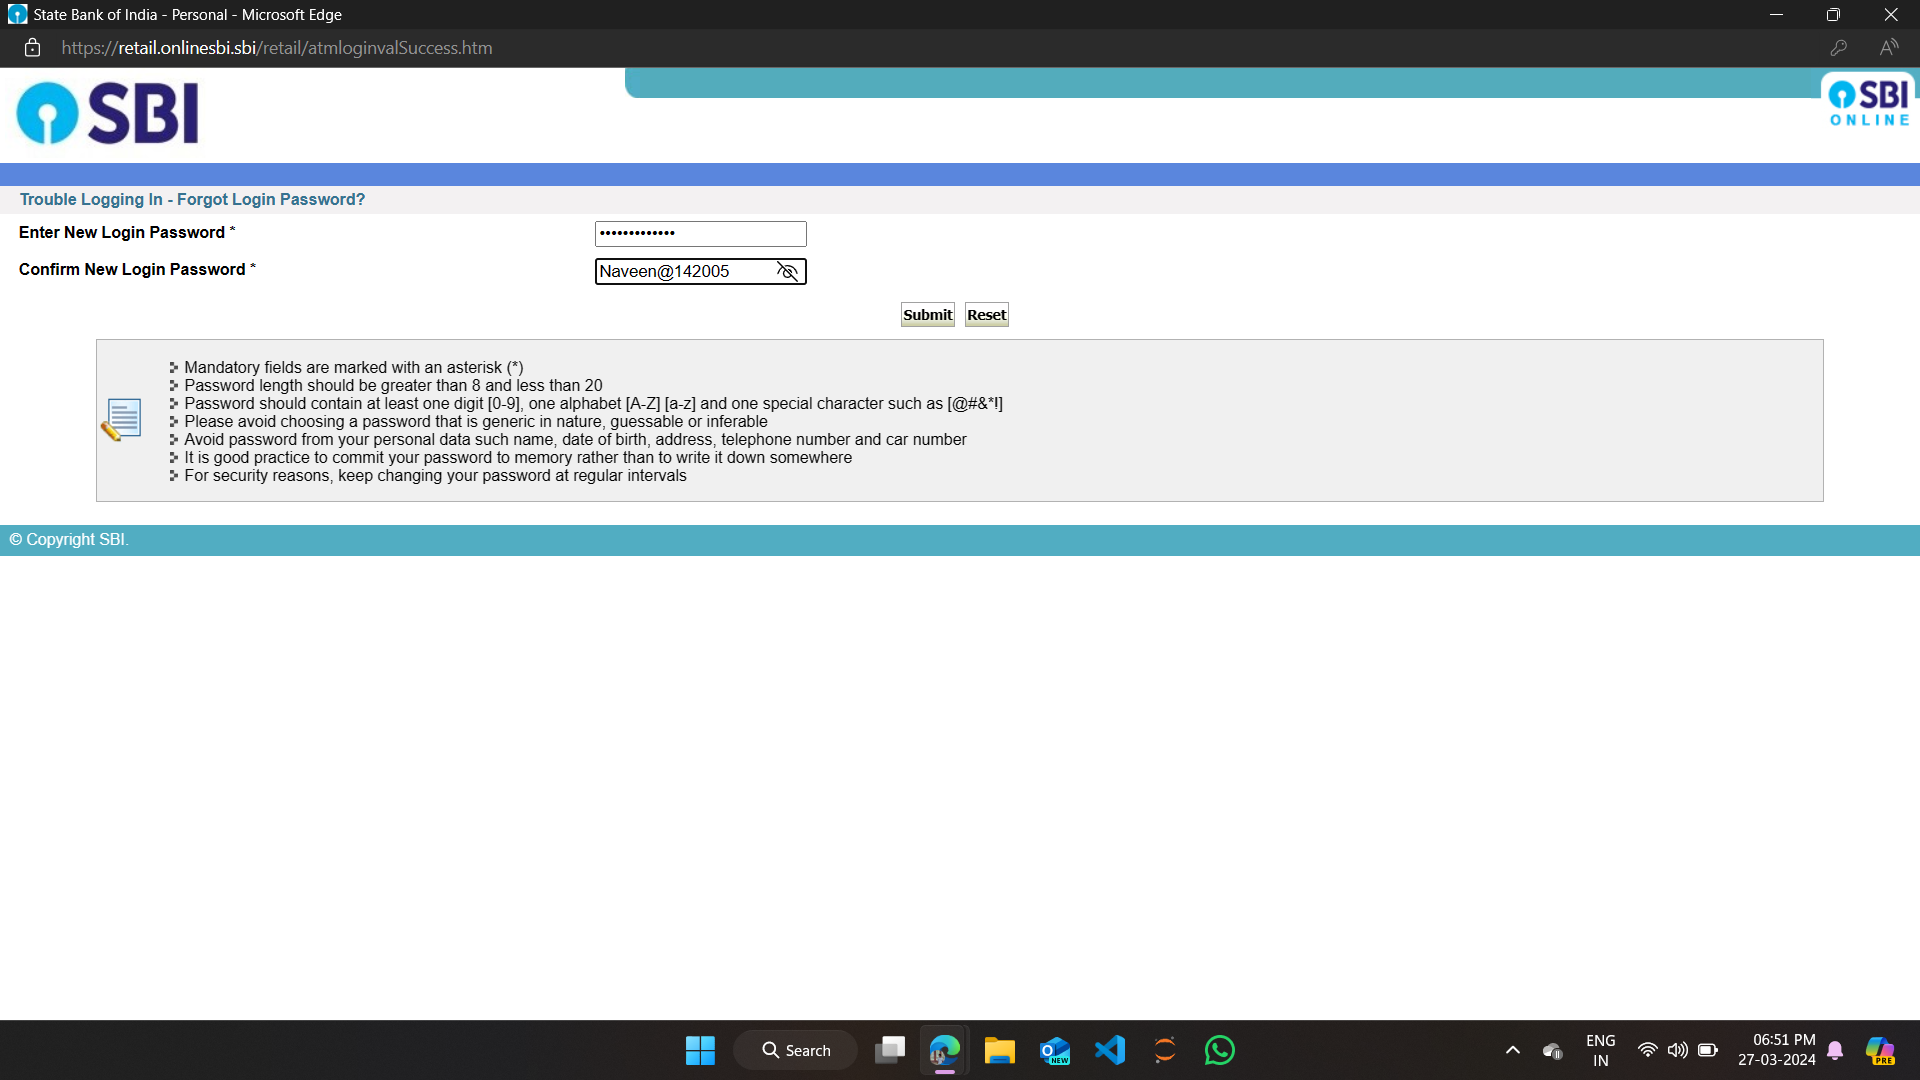 State Bank of India - Personal - Microsoft Edge
https://retail.onlinesbi.sbi/retail/atmloginvalSuccess.htm
SBI
SBI
ONLINE
Trouble Logging In - Forgot Login Password?
Enter New Login Password * •••••••••••••
Confirm New Login Password * Naveen@142005
Submit Reset
Mandatory fields are marked with an asterisk (*)
Password length should be greater than 8 and less than 20
Password should contain at least one digit [0-9], one alphabet [A-Z] [a-z] and one special character such as [@#&*!]
Please avoid choosing a password that is generic in nature, guessable or inferable
Avoid password from your personal data such name, date of birth, address, telephone number and car number
It is good practice to commit your password to memory rather than to write it down somewhere
For security reasons, keep changing your password at regular intervals
© Copyright SBI.
Search
NEW
ENG
IN
06:51 PM
27-03-2024
PRE